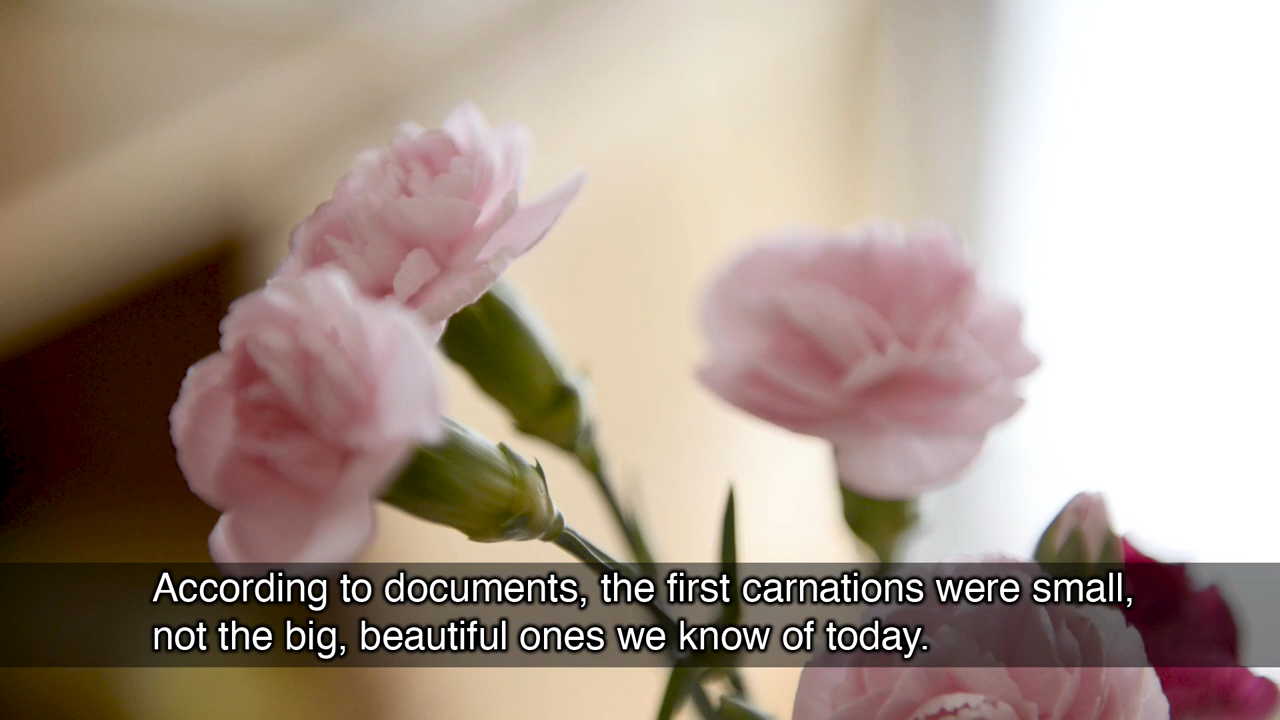 According to documents, the first carnations were small,
not the big, beautiful ones we know of today.